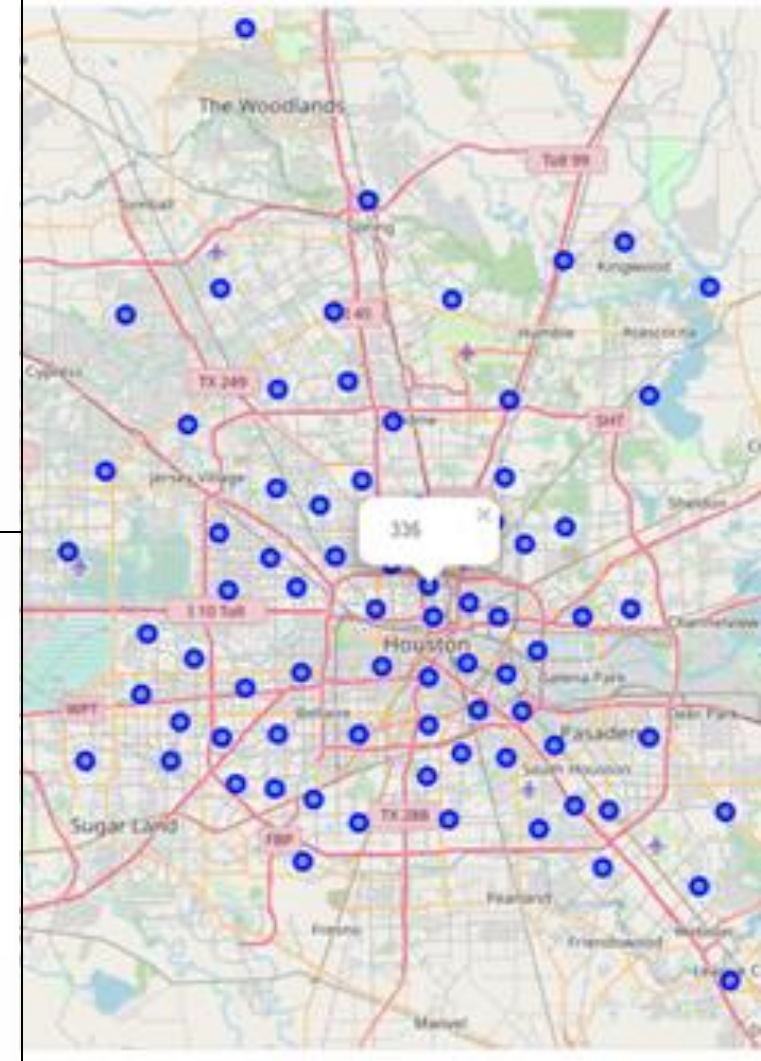 The Woodlands
Toll 99
Tomball
Spring
Kingwood
I 45
Humble
Atascocita
Cypress
TX 249
SHT
Jersey Village
Sheldon
336
×
I 10 Toll
Channelview
Houston
Galena Park
WPT
Bellaire
Deer Park
Pasadena
South Houston
TX 288
Sugar Land
FBP
Pearland
Fresno
Friendswood
Webster
League C
Manvel